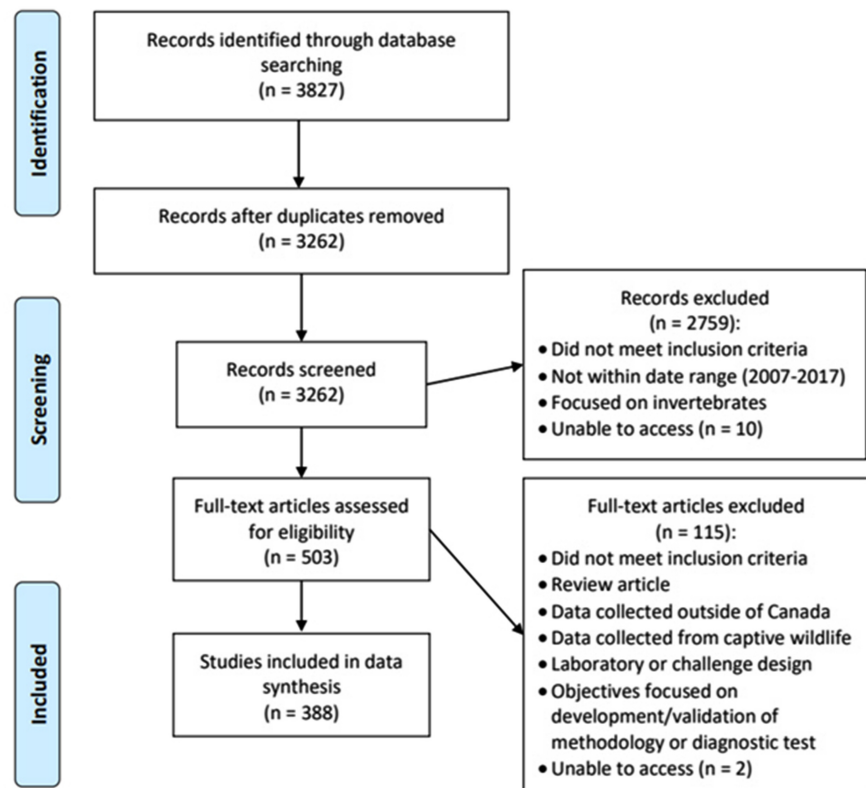 Identification
Records identified through database
searching
(n = 3827)
Records after duplicates removed
(n = 3262)
Screening
Records screened
(n = 3262)
Records excluded
(n = 2759):
• Did not meet inclusion criteria
• Not within date range (2007-2017)
• Focused on invertebrates
• Unable to access (n = 10)
Full-text articles assessed
for eligibility
(n = 503)
Full-text articles excluded
(n = 115):
• Did not meet inclusion criteria
• Review article
• Data collected outside of Canada
• Data collected from captive wildlife
• Laboratory or challenge design
• Objectives focused on
development/validation of
methodology or diagnostic test
• Unable to access (n = 2)
Included
Studies included in data
synthesis
(n = 388)